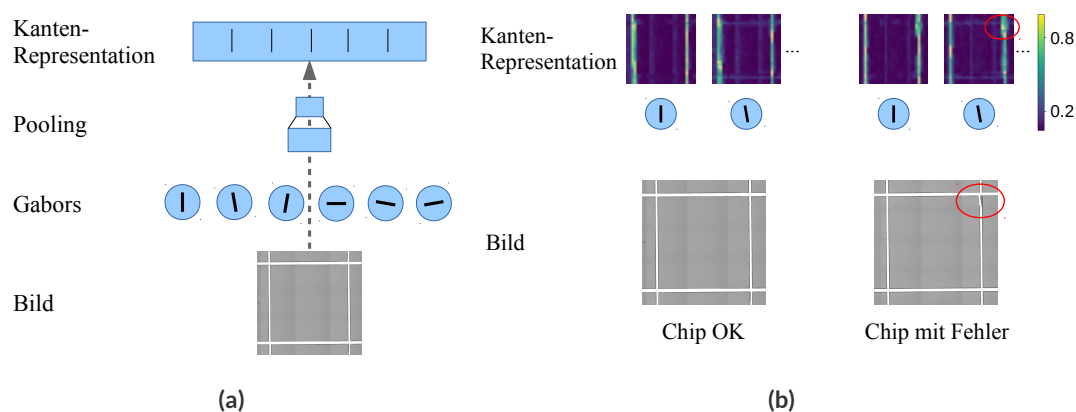 Kanten-
Representation
Pooling
Gabors
Bild
(a)
Kanten-
Representation
...
...
0.8
0.2
Bild
Chip OK
Chip mit Fehler
(b)